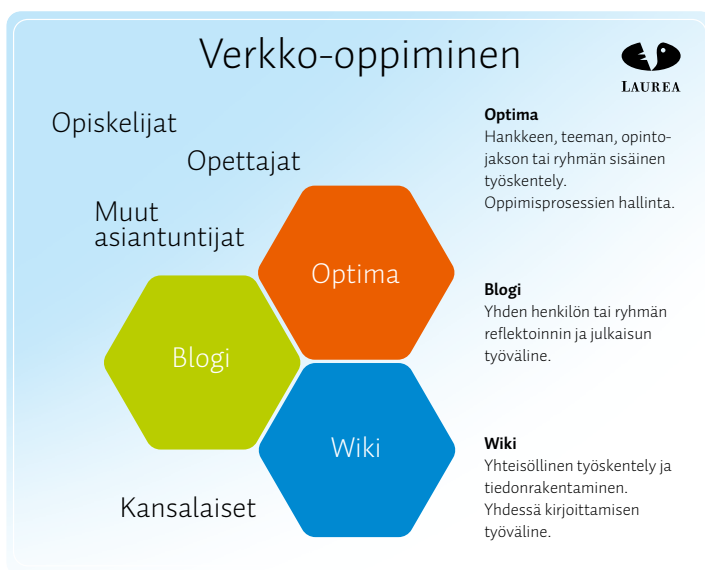 Verkko-oppiminen
LAUREA
Opiskelijat
Opettajat
Muut
asiantuntijat
Optima
Blogi
Wiki
Kansalaiset
Optima
Hankkeen, teeman, opinto-
jakson tai ryhmän sisäinen
työskentely.
Oppimisprosessien hallinta.
Blogi
Yhden henkilön tai ryhmän
reflektoinnin ja julkaisun
työväline.
Wiki
Yhteisöllinen työskentely ja
tiedonrakentaminen.
Yhdessä kirjoittamisen
työväline.